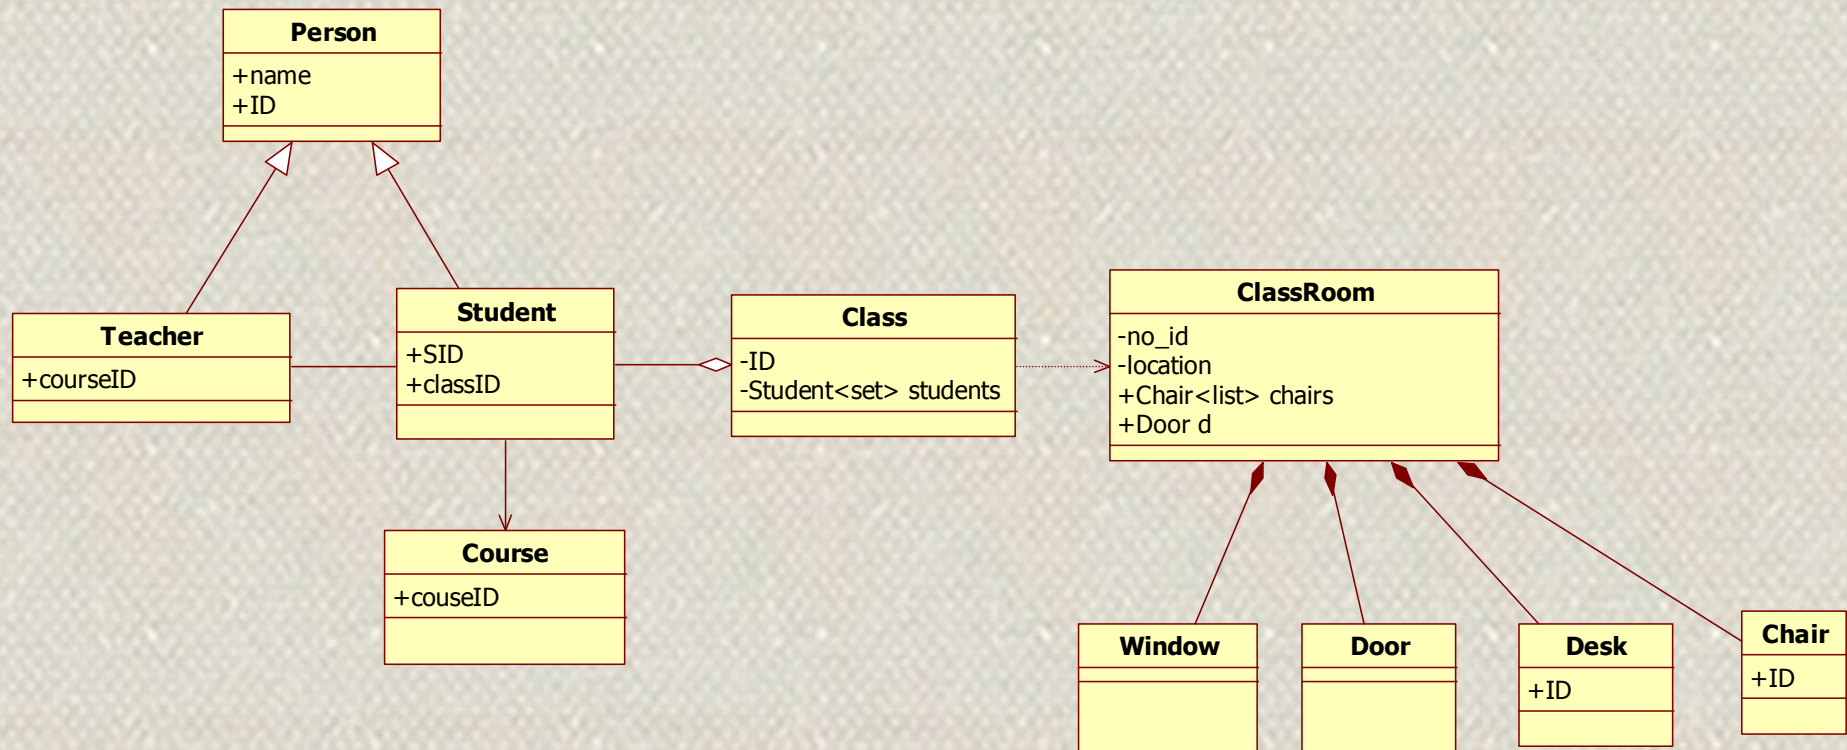 Person
+name
+ID
Teacher
+courseID
Student
+SID
+classID
Class
-ID
-Student<set> students
ClassRoom
-no_id
-location
+Chair<list> chairs
+Door d
Course
+couseID
Window
Door
Desk
+ID
Chair
+ID